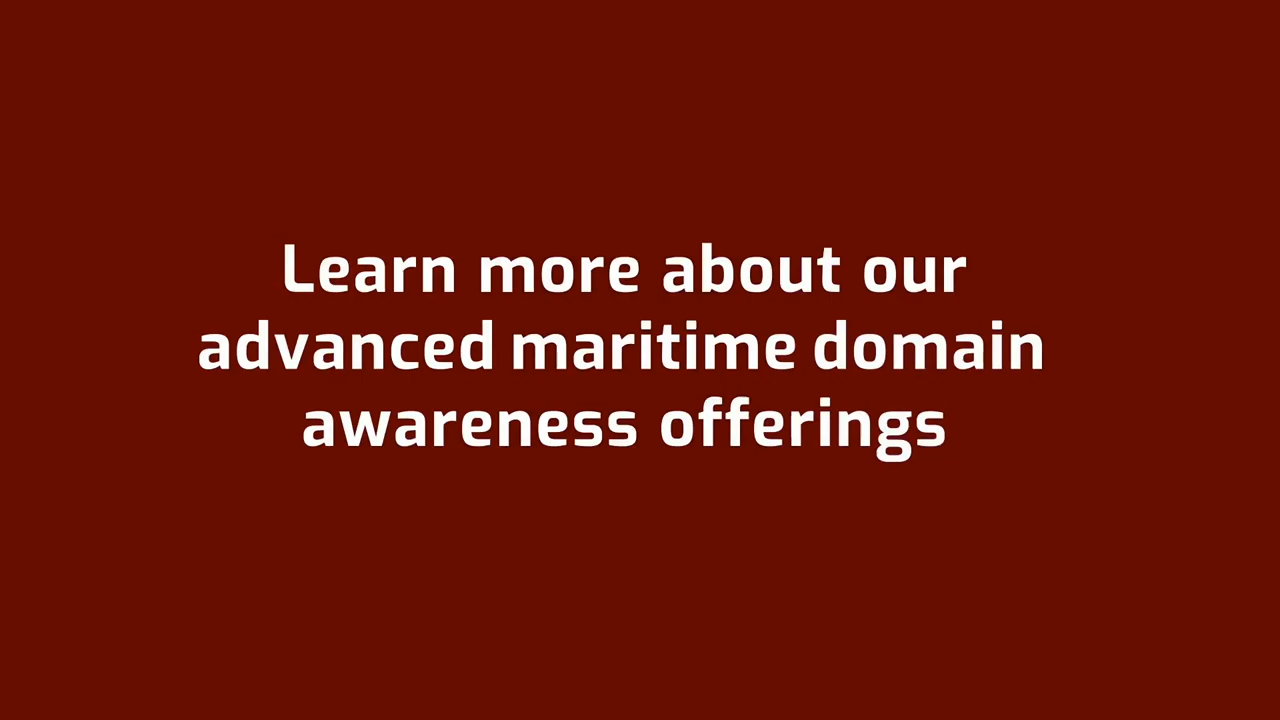 Learn more about our
advanced maritime domain
awareness offerings